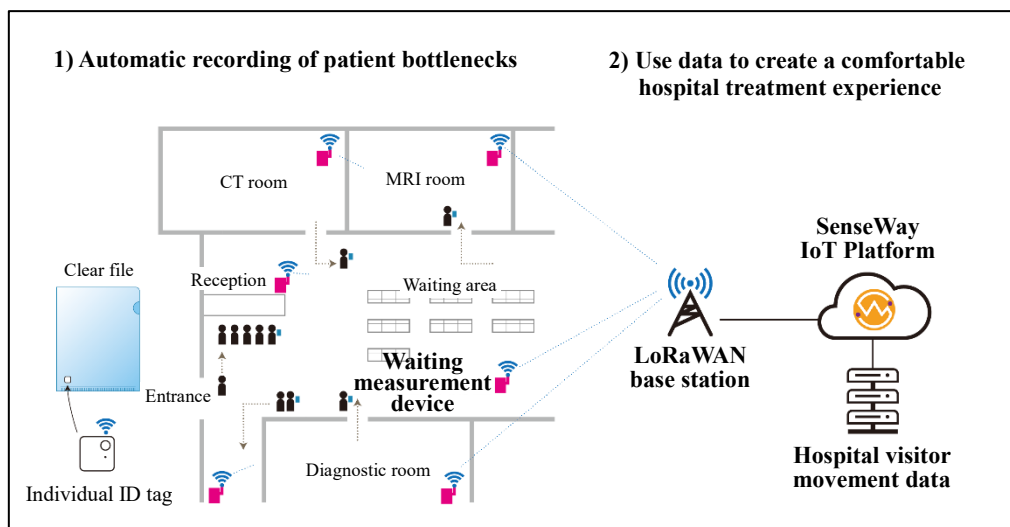 1) Automatic recording of patient bottlenecks
2) Use data to create a comfortable
hospital treatment experience
CT room
MRI room
Clear file
Reception
Waiting area
SenseWay
IoT Platform
Waiting
measurement
device
LoRaWAN
base station
Entrance
Diagnostic room
Individual ID tag
Hospital visitor
movement data